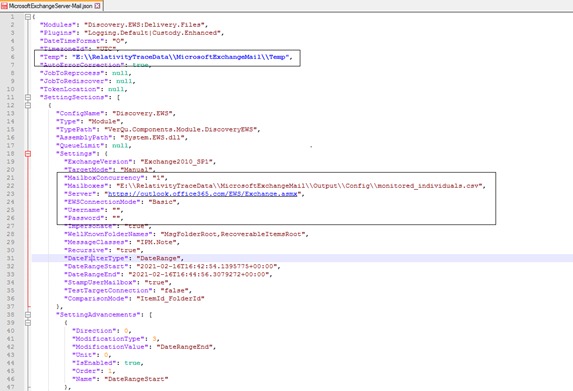 MicrosoftExchangeServer-Mail.json
1 {
2 "Modules": "Discovery.EWS|Delivery.Files",
3 "Plugins": "Logging.Default|Custody.Enhanced",
4 "DateTimeFormat": "O",
5 "TimezoneId": "UTC",
6 "Temp": "E:\\RelativityTraceData\\MicrosoftExchangeMail\\Temp",
7 "AutoErrorCorrection": true,
8 "JobToReprocess": null,
9 "JobToRediscover": null,
10 "TokenLocation": null,
11 "SettingSections": [
12 {
13 "ConfigName": "Discovery.EWS",
14 "Type": "Module",
15 "TypePath": "VerQu.Components.Module.DiscoveryEWS",
16 "AssemblyPath": "System.EWS.dll",
17 "QueueLimit": null,
18 "Settings": {
19 "ExchangeVersion": "Exchange2010_SP1",
20 "TargetMode": "Manual",
21 "MailboxConcurrency": "1",
22 "Mailboxes": "E:\\RelativityTraceData\\MicrosoftExchangeMail\\Output\\Config\\monitored_individuals.csv",
23 "Server": "https://outlook.office365.com/EWS/Exchange.asmx",
24 "EWSConnectionMode": "Basic",
25 "Username": "",
26 "Password": "",
27 "Impersonate": "true",
28 "WellKnownFolderNames": "MsgFolderRoot,RecoverableItemsRoot",
29 "MessageClasses": "IPM.Note",
30 "Recursive": "true",
31 "DateFilterType": "DateRange",
32 "DateRangeStart": "2021-02-16T16:42:54.1395775+00:00",
33 "DateRangeEnd": "2021-02-16T16:44:56.3079272+00:00",
34 "StampUserMailbox": "true",
35 "TestTargetConnection": "false",
36 "ComparisonMode": "ItemId_FolderId"
37 },
38 "SettingAdvancements": [
39 {
40 "Direction": 0,
41 "ModificationType": 3,
42 "ModificationValue": "DateRangeEnd",
43 "Unit": 0,
44 "IsEnabled": true,
45 "Order": 1,
46 "Name": "DateRangeStart"
47 },